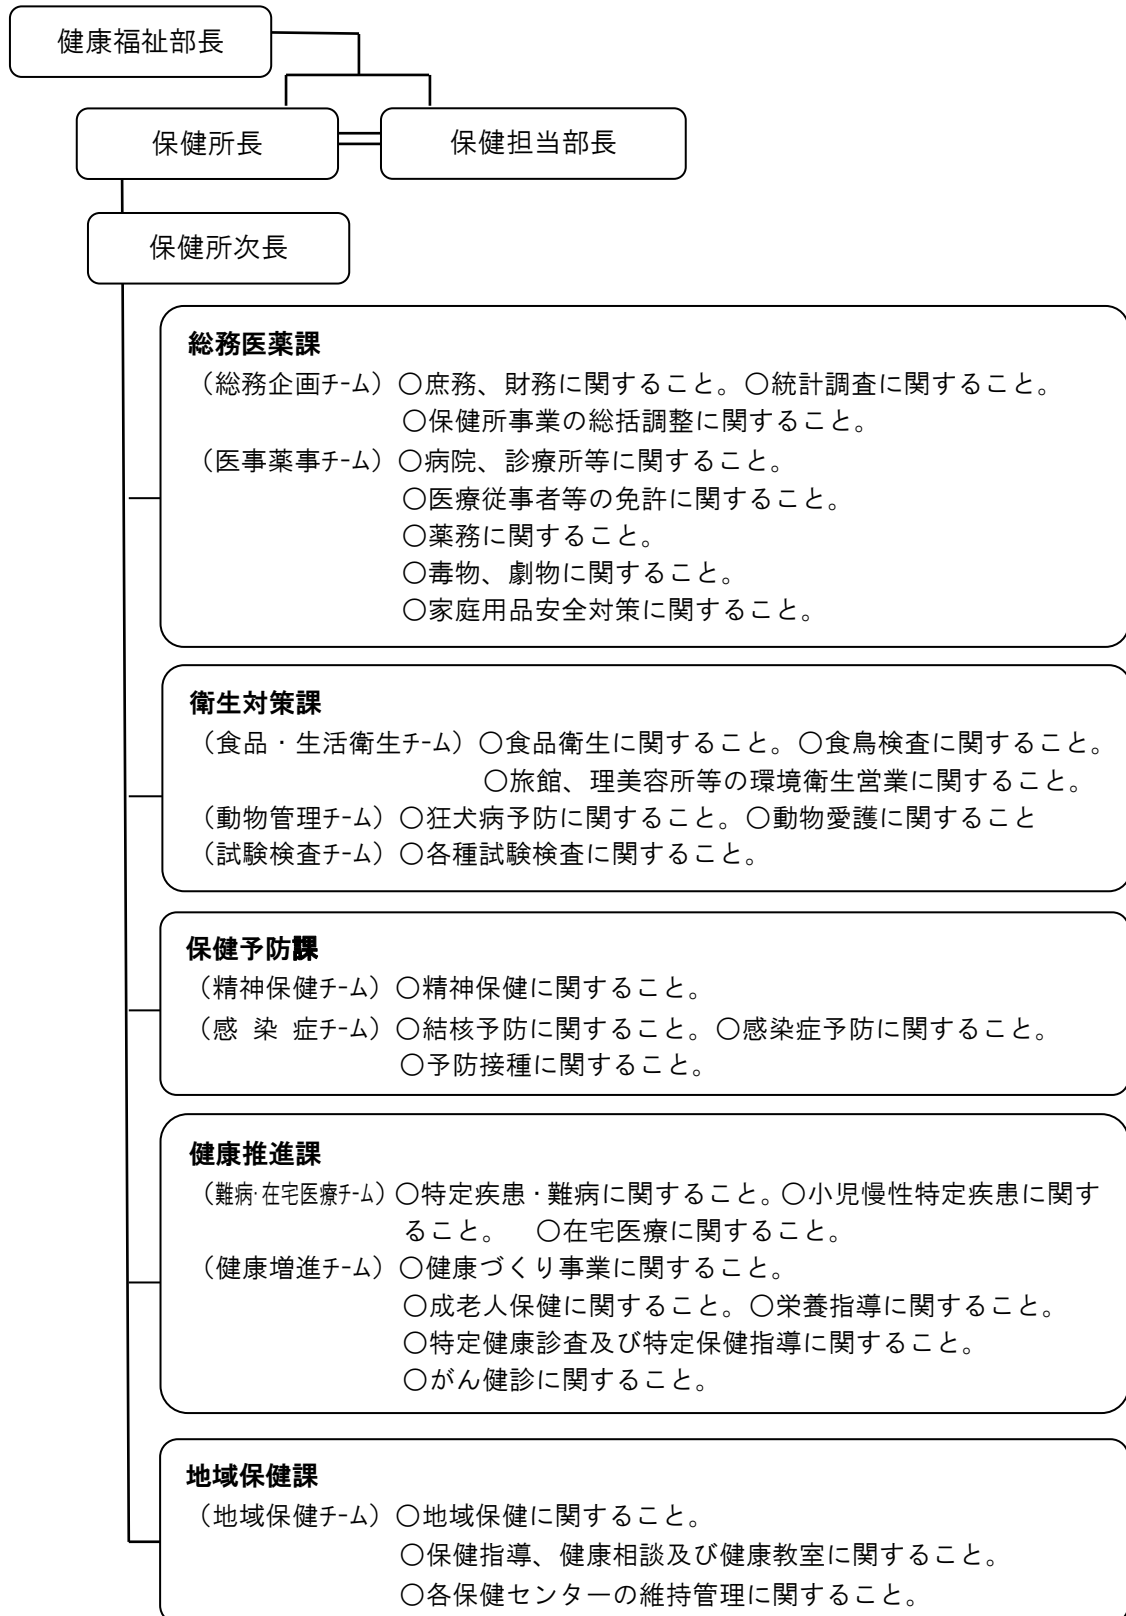 健康福祉部長
保健所長
保健担当部長
保健所次長
総務医薬課
（総務企画ﾁｰﾑ）〇庶務、財務に関すること。〇統計調査に関すること。
〇保健所事業の総括調整に関すること。
（医事薬事ﾁｰﾑ）〇病院、診療所等に関すること。
〇医療従事者等の免許に関すること。
〇薬務に関すること。
〇毒物、劇物に関すること。
〇家庭用品安全対策に関すること。
衛生対策課
（食品・生活衛生ﾁｰﾑ）〇食品衛生に関すること。〇食鳥検査に関すること。
〇旅館、理美容所等の環境衛生営業に関すること。
（動物管理ﾁｰﾑ）〇狂犬病予防に関すること。〇動物愛護に関すること
（試験検査ﾁｰﾑ）〇各種試験検査に関すること。
保健予防課
（精神保健ﾁｰﾑ）〇精神保健に関すること。
（感 染 症ﾁｰﾑ）〇結核予防に関すること。〇感染症予防に関すること。
〇予防接種に関すること。
健康推進課
（難病･在宅医療ﾁｰﾑ）〇特定疾患･難病に関すること。〇小児慢性特定疾患に関す
ること。　〇在宅医療に関すること。
（健康増進ﾁｰﾑ）〇健康づくり事業に関すること。
〇成老人保健に関すること。〇栄養指導に関すること。
〇特定健康診査及び特定保健指導に関すること。
〇がん健診に関すること。
地域保健課
（地域保健ﾁｰﾑ）〇地域保健に関すること。
〇保健指導、健康相談及び健康教室に関すること。
〇各保健センターの維持管理に関すること。